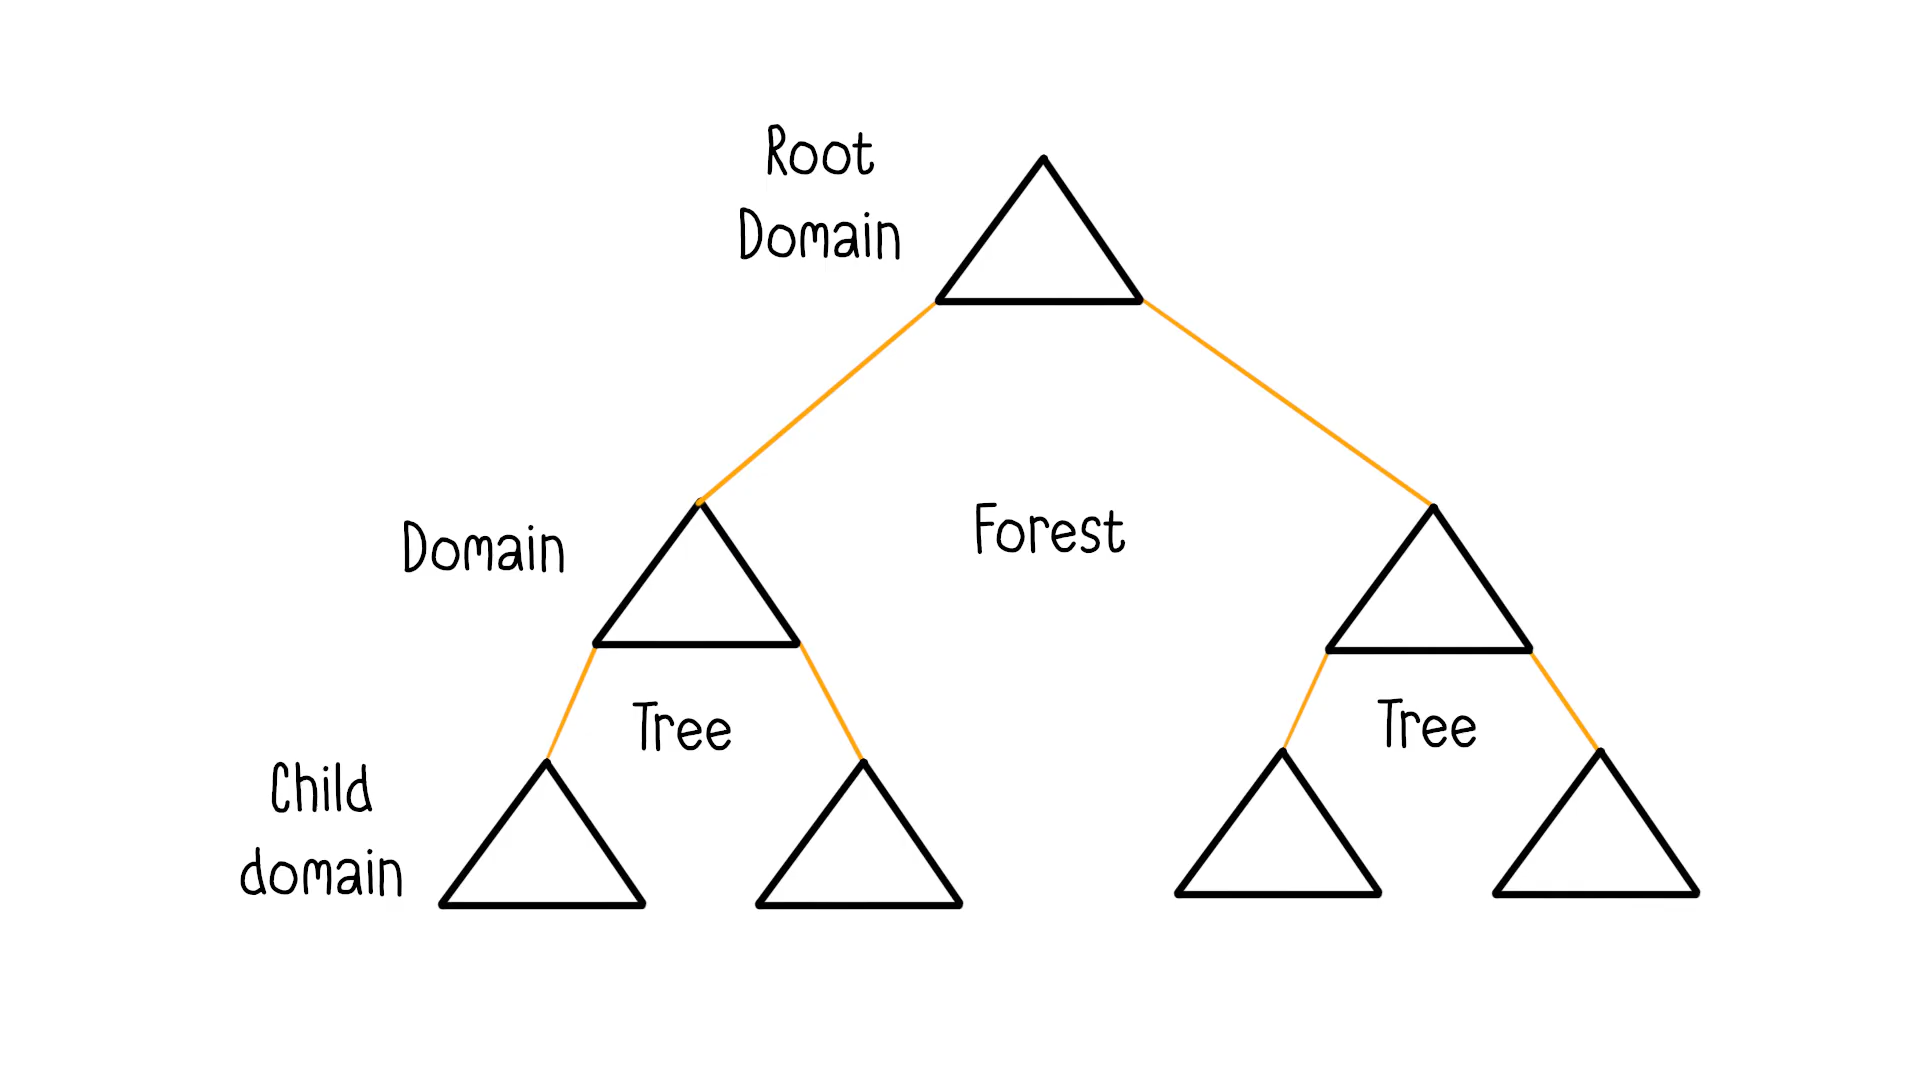 Root
Domain
Domain
Forest
Tree
Tree
Child
domain